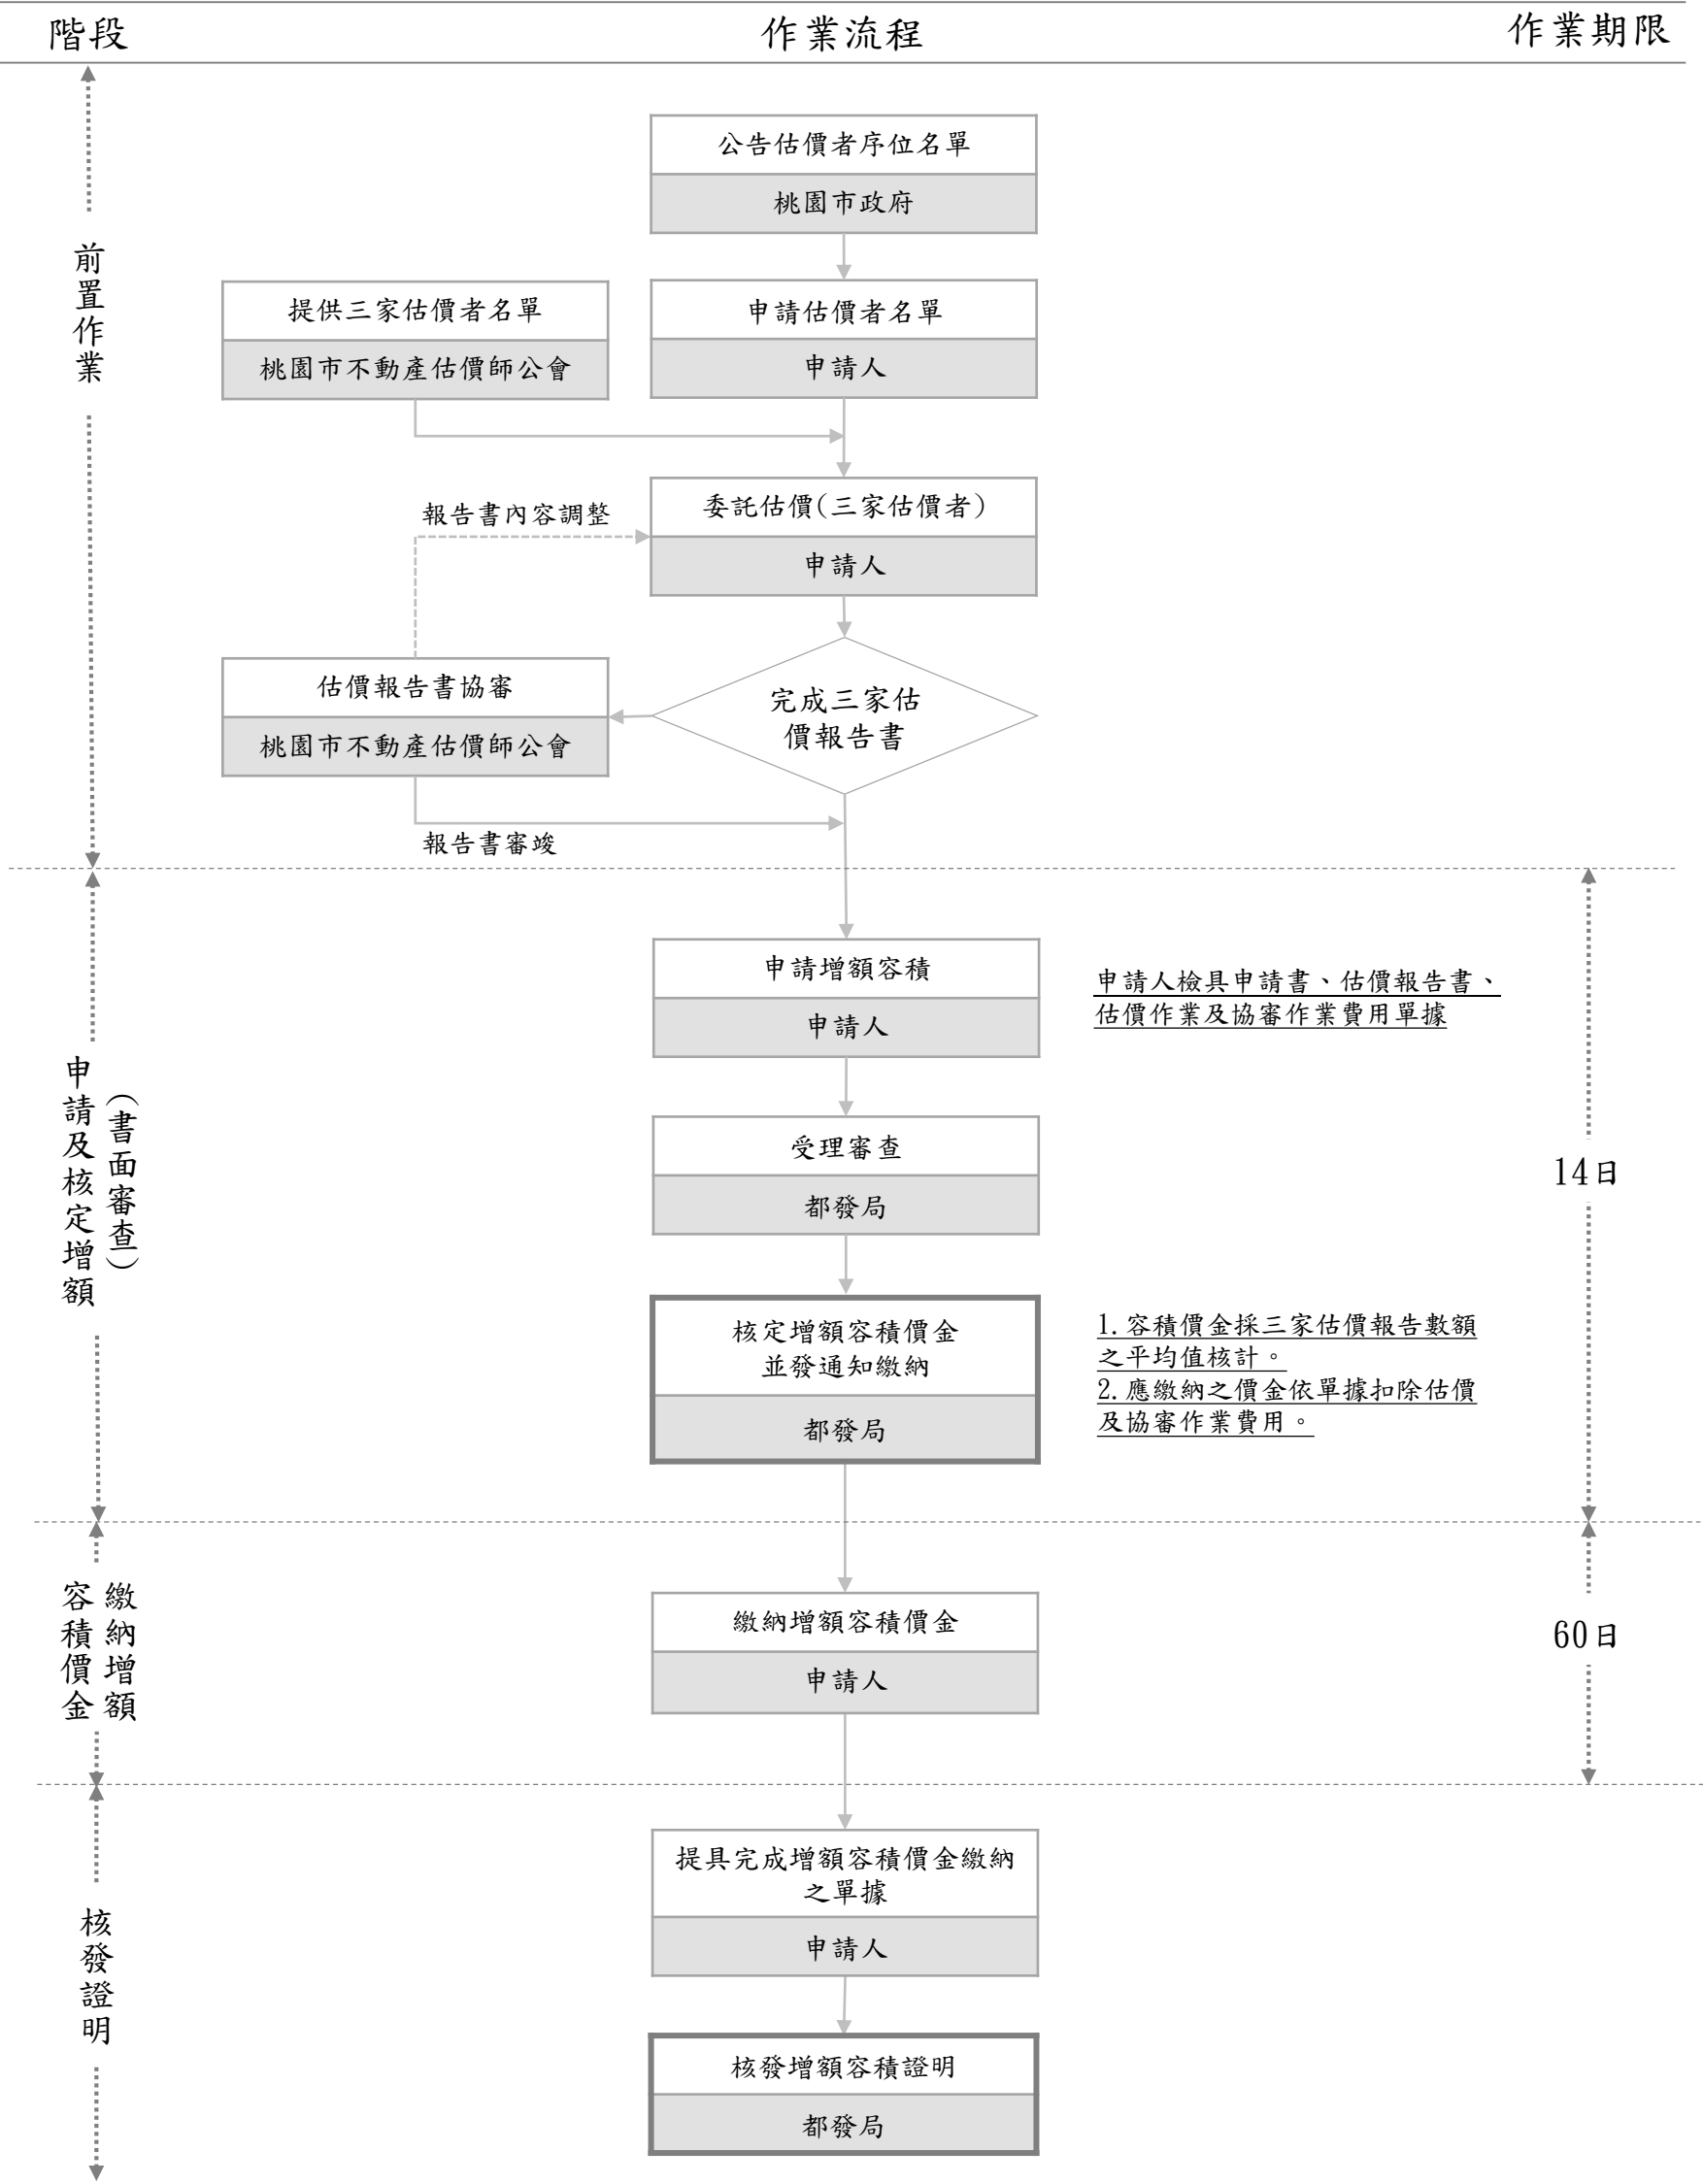 階段
作業流程
作業期限
前置作業
公告估價者序位名單
桃園市政府
提供三家估價者名單
桃園市不動產估價師公會
申請估價者名單
申請人
委託估價(三家估價者)
申請人
報告書內容調整
完成三家估
價報告書
估價報告書協審
桃園市不動產估價師公會
報告書審竣
申請及核定增額
(書面審查)
申請增額容積
申請人
申請人檢具申請書、估價報告書、
估價作業及協審作業費用單據
受理審查
都發局
14日
核定增額容積價金
並發通知繳納
都發局
1.容積價金採三家估價報告數額
之平均值核計。
2.應繳納之價金依單據扣除估價
及協審作業費用。
繳納增額
容積價金
繳納增額容積價金
申請人
60日
核發證明
提具完成增額容積價金繳納
之單據
申請人
核發增額容積證明
都發局